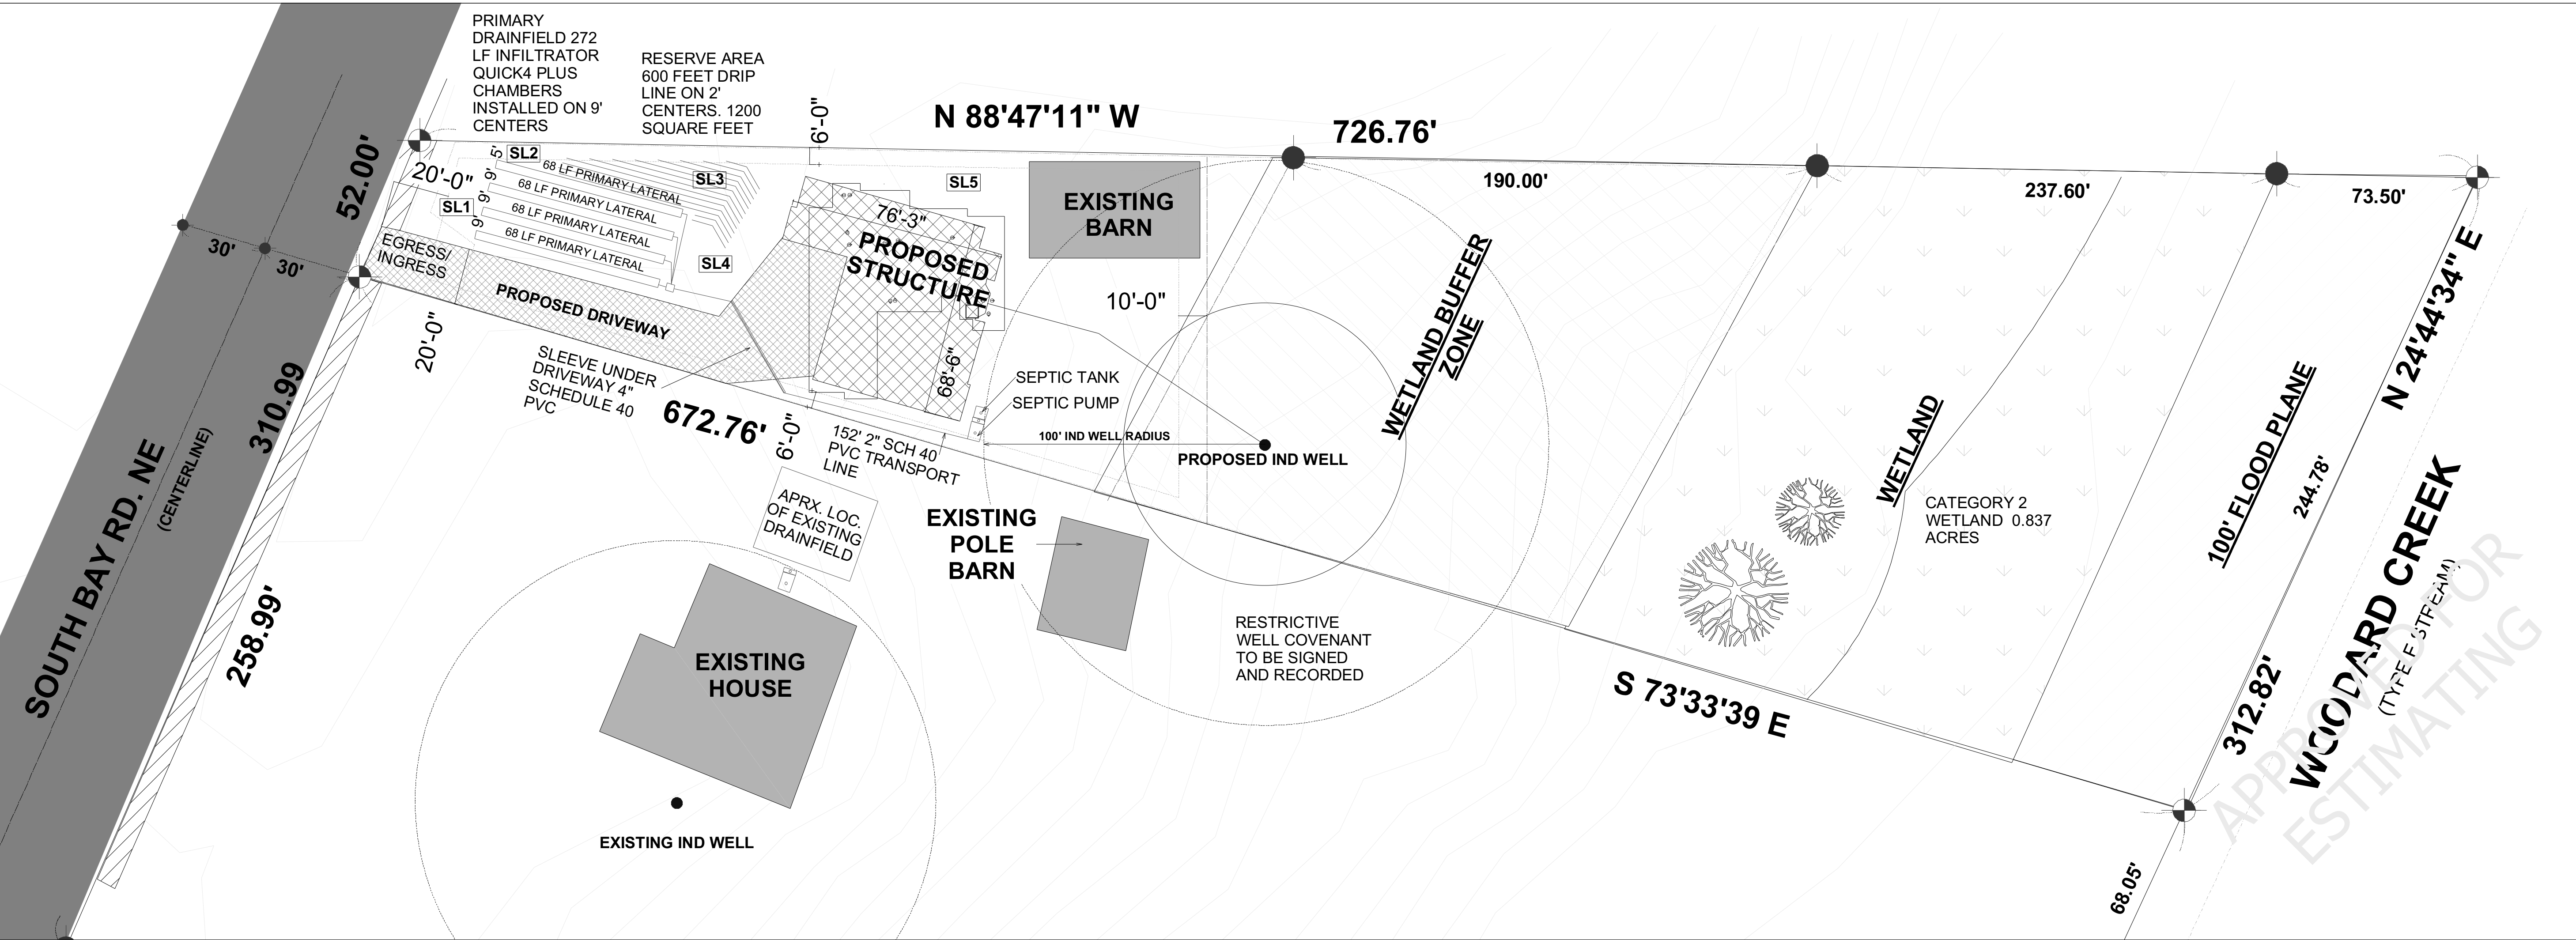 PRIMARY
DRAINFIELD 272
LF INFILTRATOR
QUICK4 PLUS
CHAMBERS
INSTALLED ON 9'
CENTERS
RESERVE AREA
600 FEET DRIP
LINE ON 2'
CENTERS. 1200
SQUARE FEET
6'-0"
N 88'47'11" W
726.76'
52.00'
20'-0"
5'
9'
9'
9'
SL2
SL1
SL3
SL4
SL5
68 LF PRIMARY LATERAL
68 LF PRIMARY LATERAL
68 LF PRIMARY LATERAL
68 LF PRIMARY LATERAL
30'
30'
EGRESS/
INGRESS
PROPOSED DRIVEWAY
76'-3"
PROPOSED
STRUCTURE
68'-6"
EXISTING
BARN
190.00'
237.60'
73.50'
10'-0"
WETLAND BUFFER
ZONE
N 24'44'34" E
20'-0"
SLEEVE UNDER
DRIVEWAY 4"
SCHEDULE 40
PVC
672.76'
6'-0"
SEPTIC TANK
SEPTIC PUMP
100' IND WELL RADIUS
PROPOSED IND WELL
152' 2" SCH 40
PVC TRANSPORT
LINE
310.99
SOUTH BAY RD. NE
(CENTERLINE)
258.99'
APRX. LOC.
OF EXISTING
DRAINFIELD
EXISTING
POLE
BARN
WETLAND
CATEGORY 2
WETLAND 0.837
ACRES
100' FLOOD PLANE
244.78'
WOODARD CREEK
(TYPE F STREAM)
EXISTING
HOUSE
RESTRICTIVE
WELL COVENANT
TO BE SIGNED
AND RECORDED
S 73'33'39 E
312.82'
EXISTING IND WELL
68.05'
APPROVED FOR
ESTIMATING